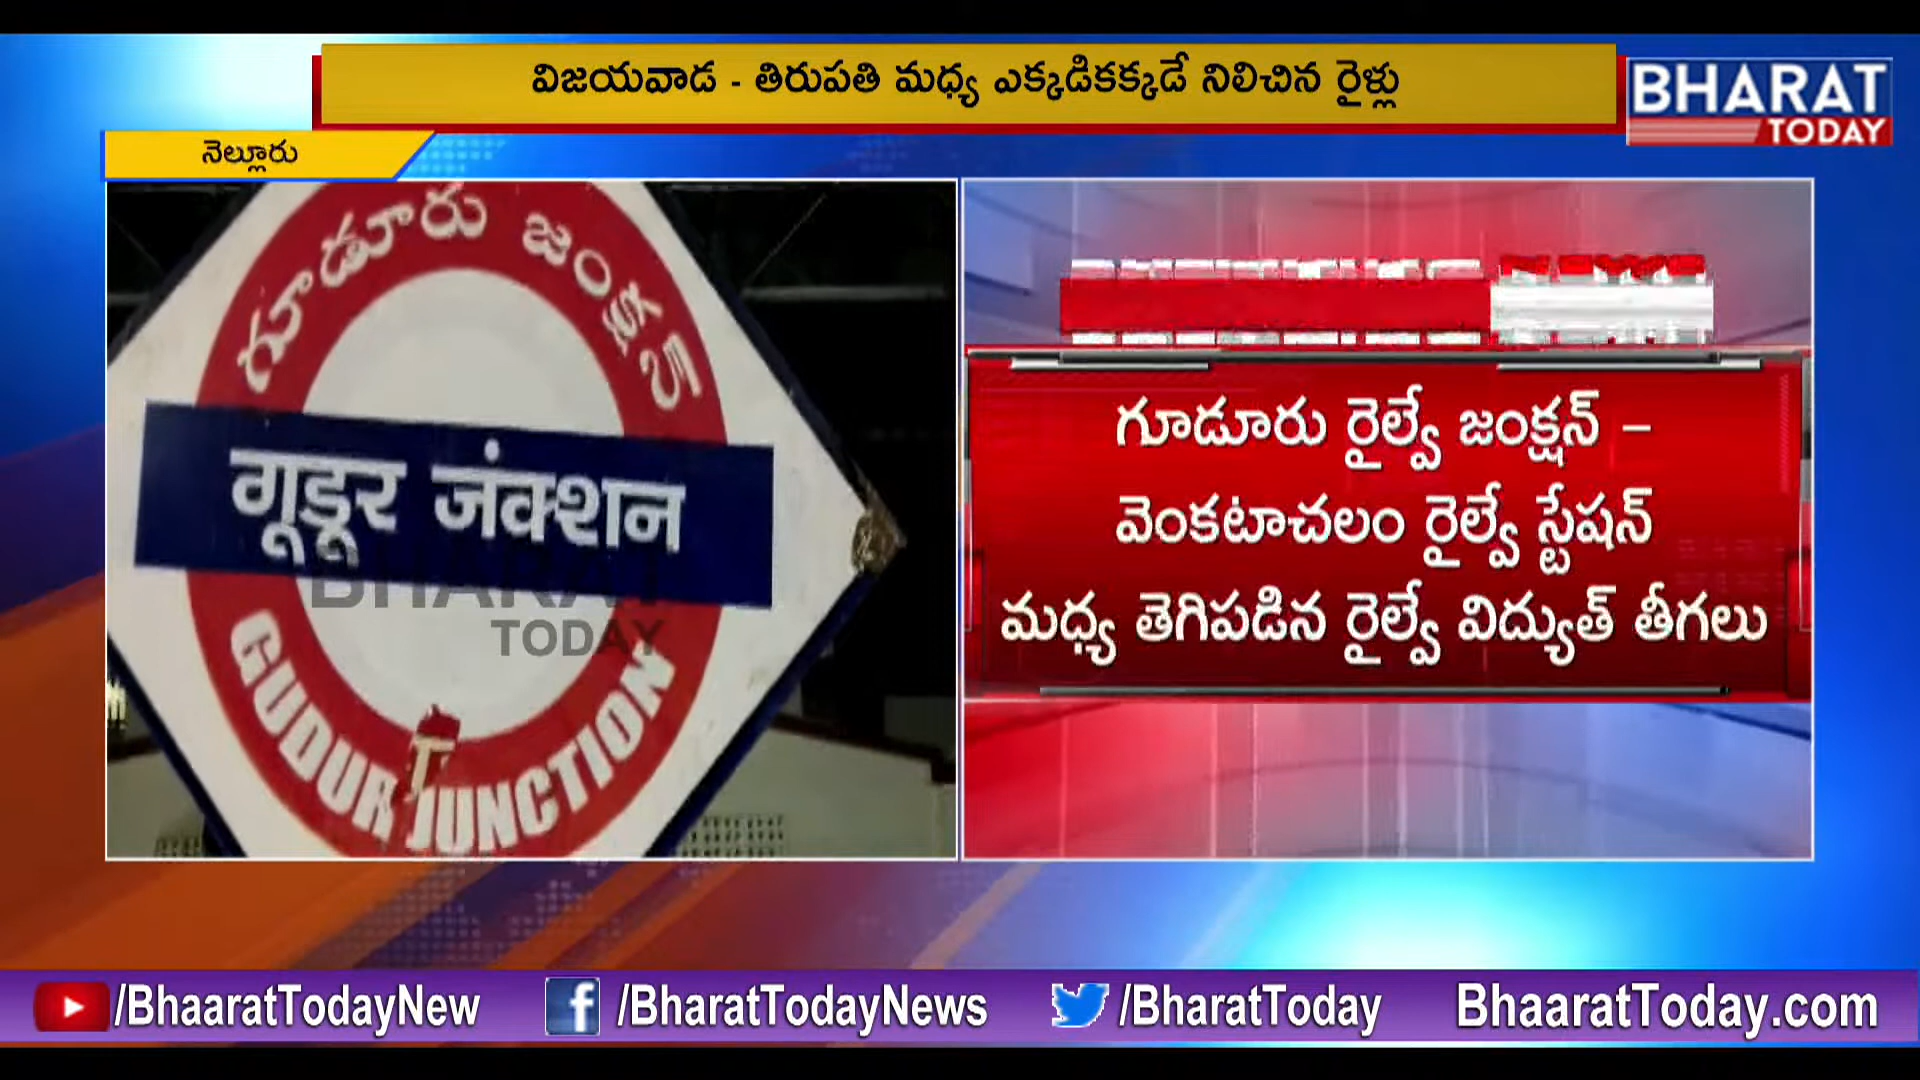 విజయవాడ - తిరుపతి మధ్య ఎక్కడికక్కడే నిలిచిన రైళ్లు
BHARAT
TODAY
నెల్లూరు
గూడూరు జంక్షన్
गूडूर जंक्शन
GUDUR JUNCTION
BHARAT
TODAY
గూడూరు రైల్వే జంక్షన్ –
వెంకటాచలం రైల్వే స్టేషన్
మధ్య తెగిపడిన రైల్వే విద్యుత్ తీగలు
/BhaaratTodayNew
/BharatTodayNews
/BharatToday
BhaaratToday.com